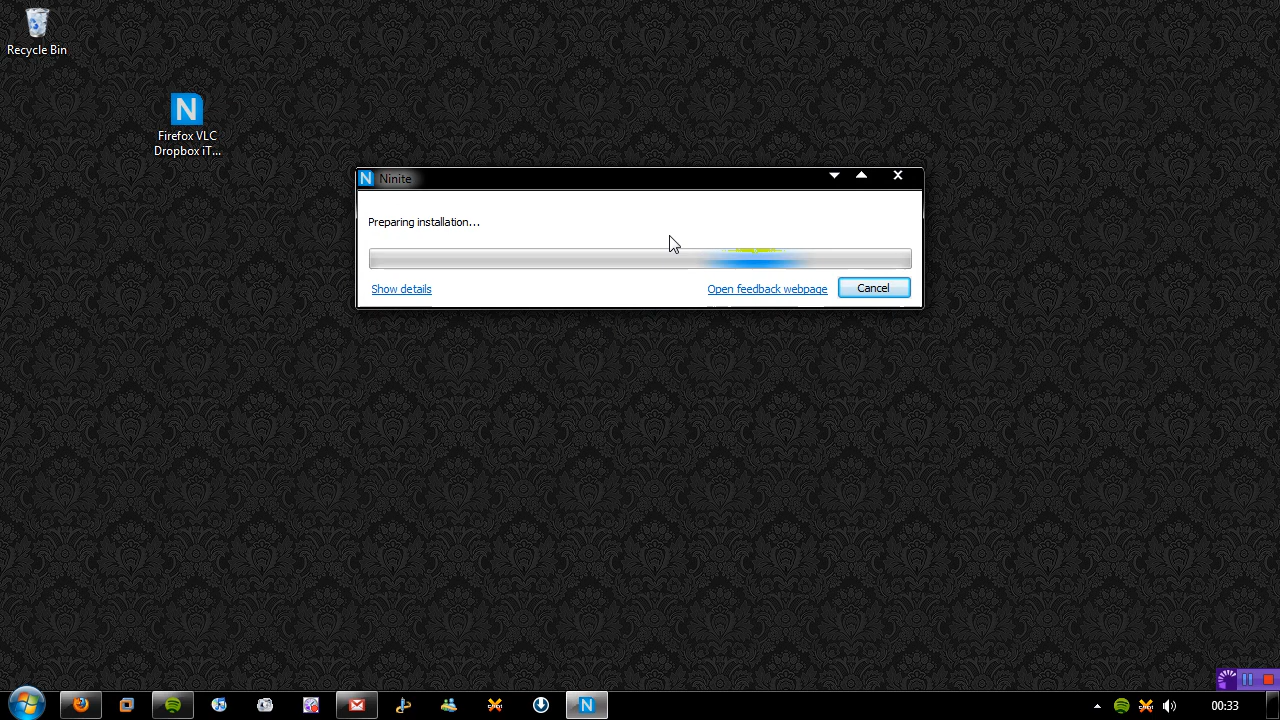 Recycle Bin
N
Firefox VLC
Dropbox iT...
N Ninite
Preparing installation...
Show details
Open feedback webpage
Cancel
N
00:33